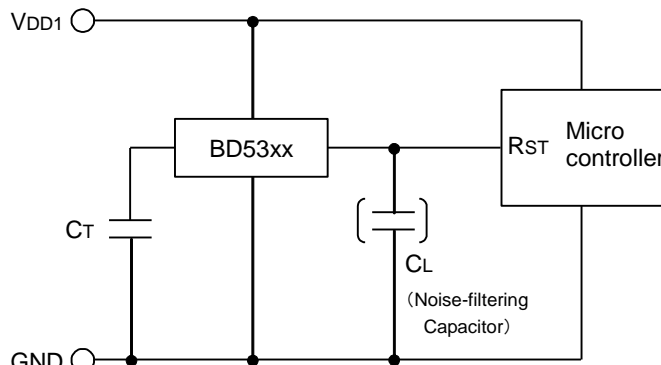 VDD1
BD53xx
RST
Micro
controller
CT
CL
（Noise-filtering
Capacitor）
GND